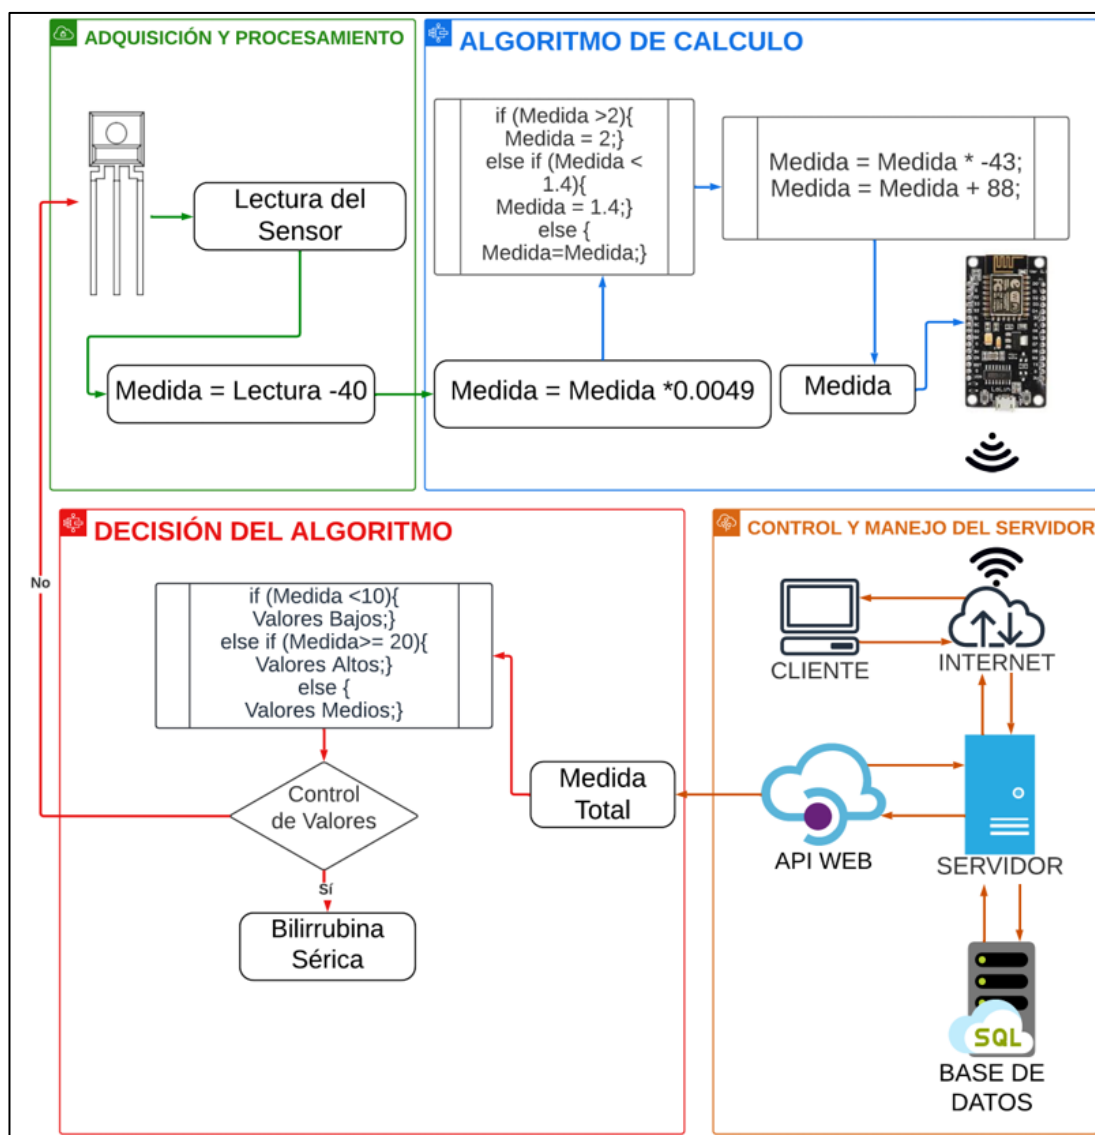 ADQUISICIÓN Y PROCESAMIENTO
Lectura del
Sensor
Medida = Lectura -40
ALGORITMO DE CALCULO
if (Medida >2){
Medida = 2;}
else if (Medida <
1.4){
Medida = 1.4;}
else {
Medida=Medida;}
Medida = Medida * -43;
Medida = Medida + 88;
Medida = Medida *0.0049
Medida
DECISIÓN DEL ALGORITMO
if (Medida <10){
Valores Bajos;}
else if (Medida>= 20){
Valores Altos;}
else {
Valores Medios;}
No
Control
de Valores
Sí
Bilirrubina
Sérica
Medida
Total
CONTROL Y MANEJO DEL SERVIDOR
CLIENTE
INTERNET
API WEB
SERVIDOR
SQL
BASE DE
DATOS